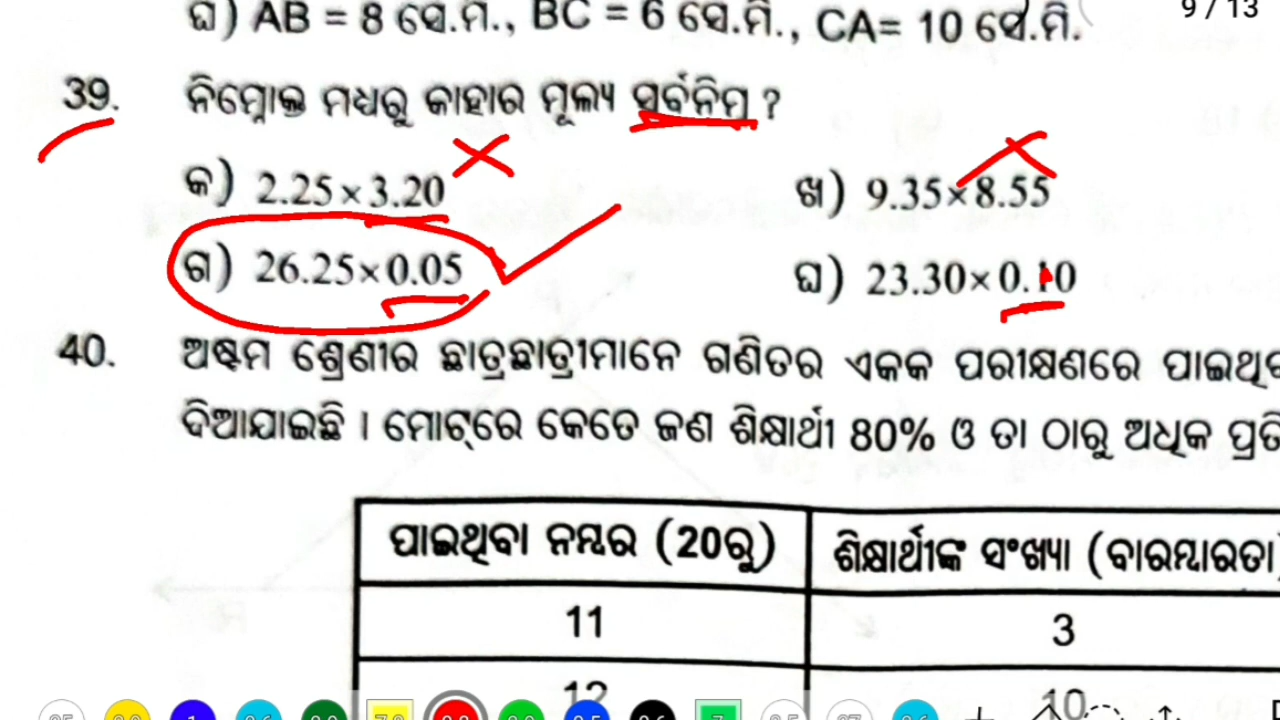 ଘ) AB = 8 ସେ.ମି., BC = 6 ସେ.ମି., CA= 10 ସେ.ମି.
9 / 13
39. ନିମ୍ନୋକ୍ତ ମଧ୍ୟରୁ କାହାର ମୂଲ୍ୟ ସର୍ବନିମ୍ନ ?
କ) 2.25×3.20 ଖ) 9.35×8.55
ଗ) 26.25×0.05 ଘ) 23.30×0.10
40. ଅଷ୍ଟମ ଶ୍ରେଣୀର ଛାତ୍ରଛାତ୍ରୀମାନେ ଗଣିତର ଏକକ ପରୀକ୍ଷଣରେ
ଦିଆଯାଇଛି । ମୋଟ୍‌ରେ କେତେ ଜଣ ଶିକ୍ଷାର୍ଥୀ 80% ଓ ତା ଠାରୁ ଅଧିକ
ପାଇଥିବା ନମ୍ବର (20ରୁ) ଶିକ୍ଷାର୍ଥୀଙ୍କ ସଂଖ୍ୟା (ବାରମ୍ବାରତା)
11 3
12 10